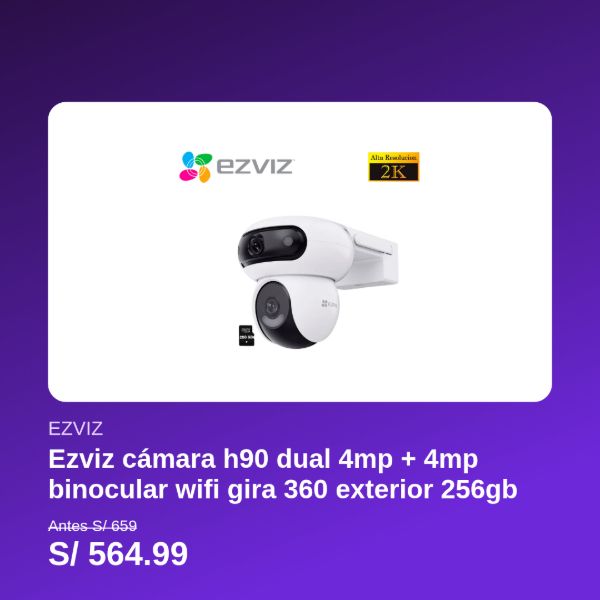 ezviz
Alta Resolucion
2K
EZVIZ
Ezviz cámara h90 dual 4mp + 4mp
binocular wifi gira 360 exterior 256gb
Antes S/ 659
S/ 564.99